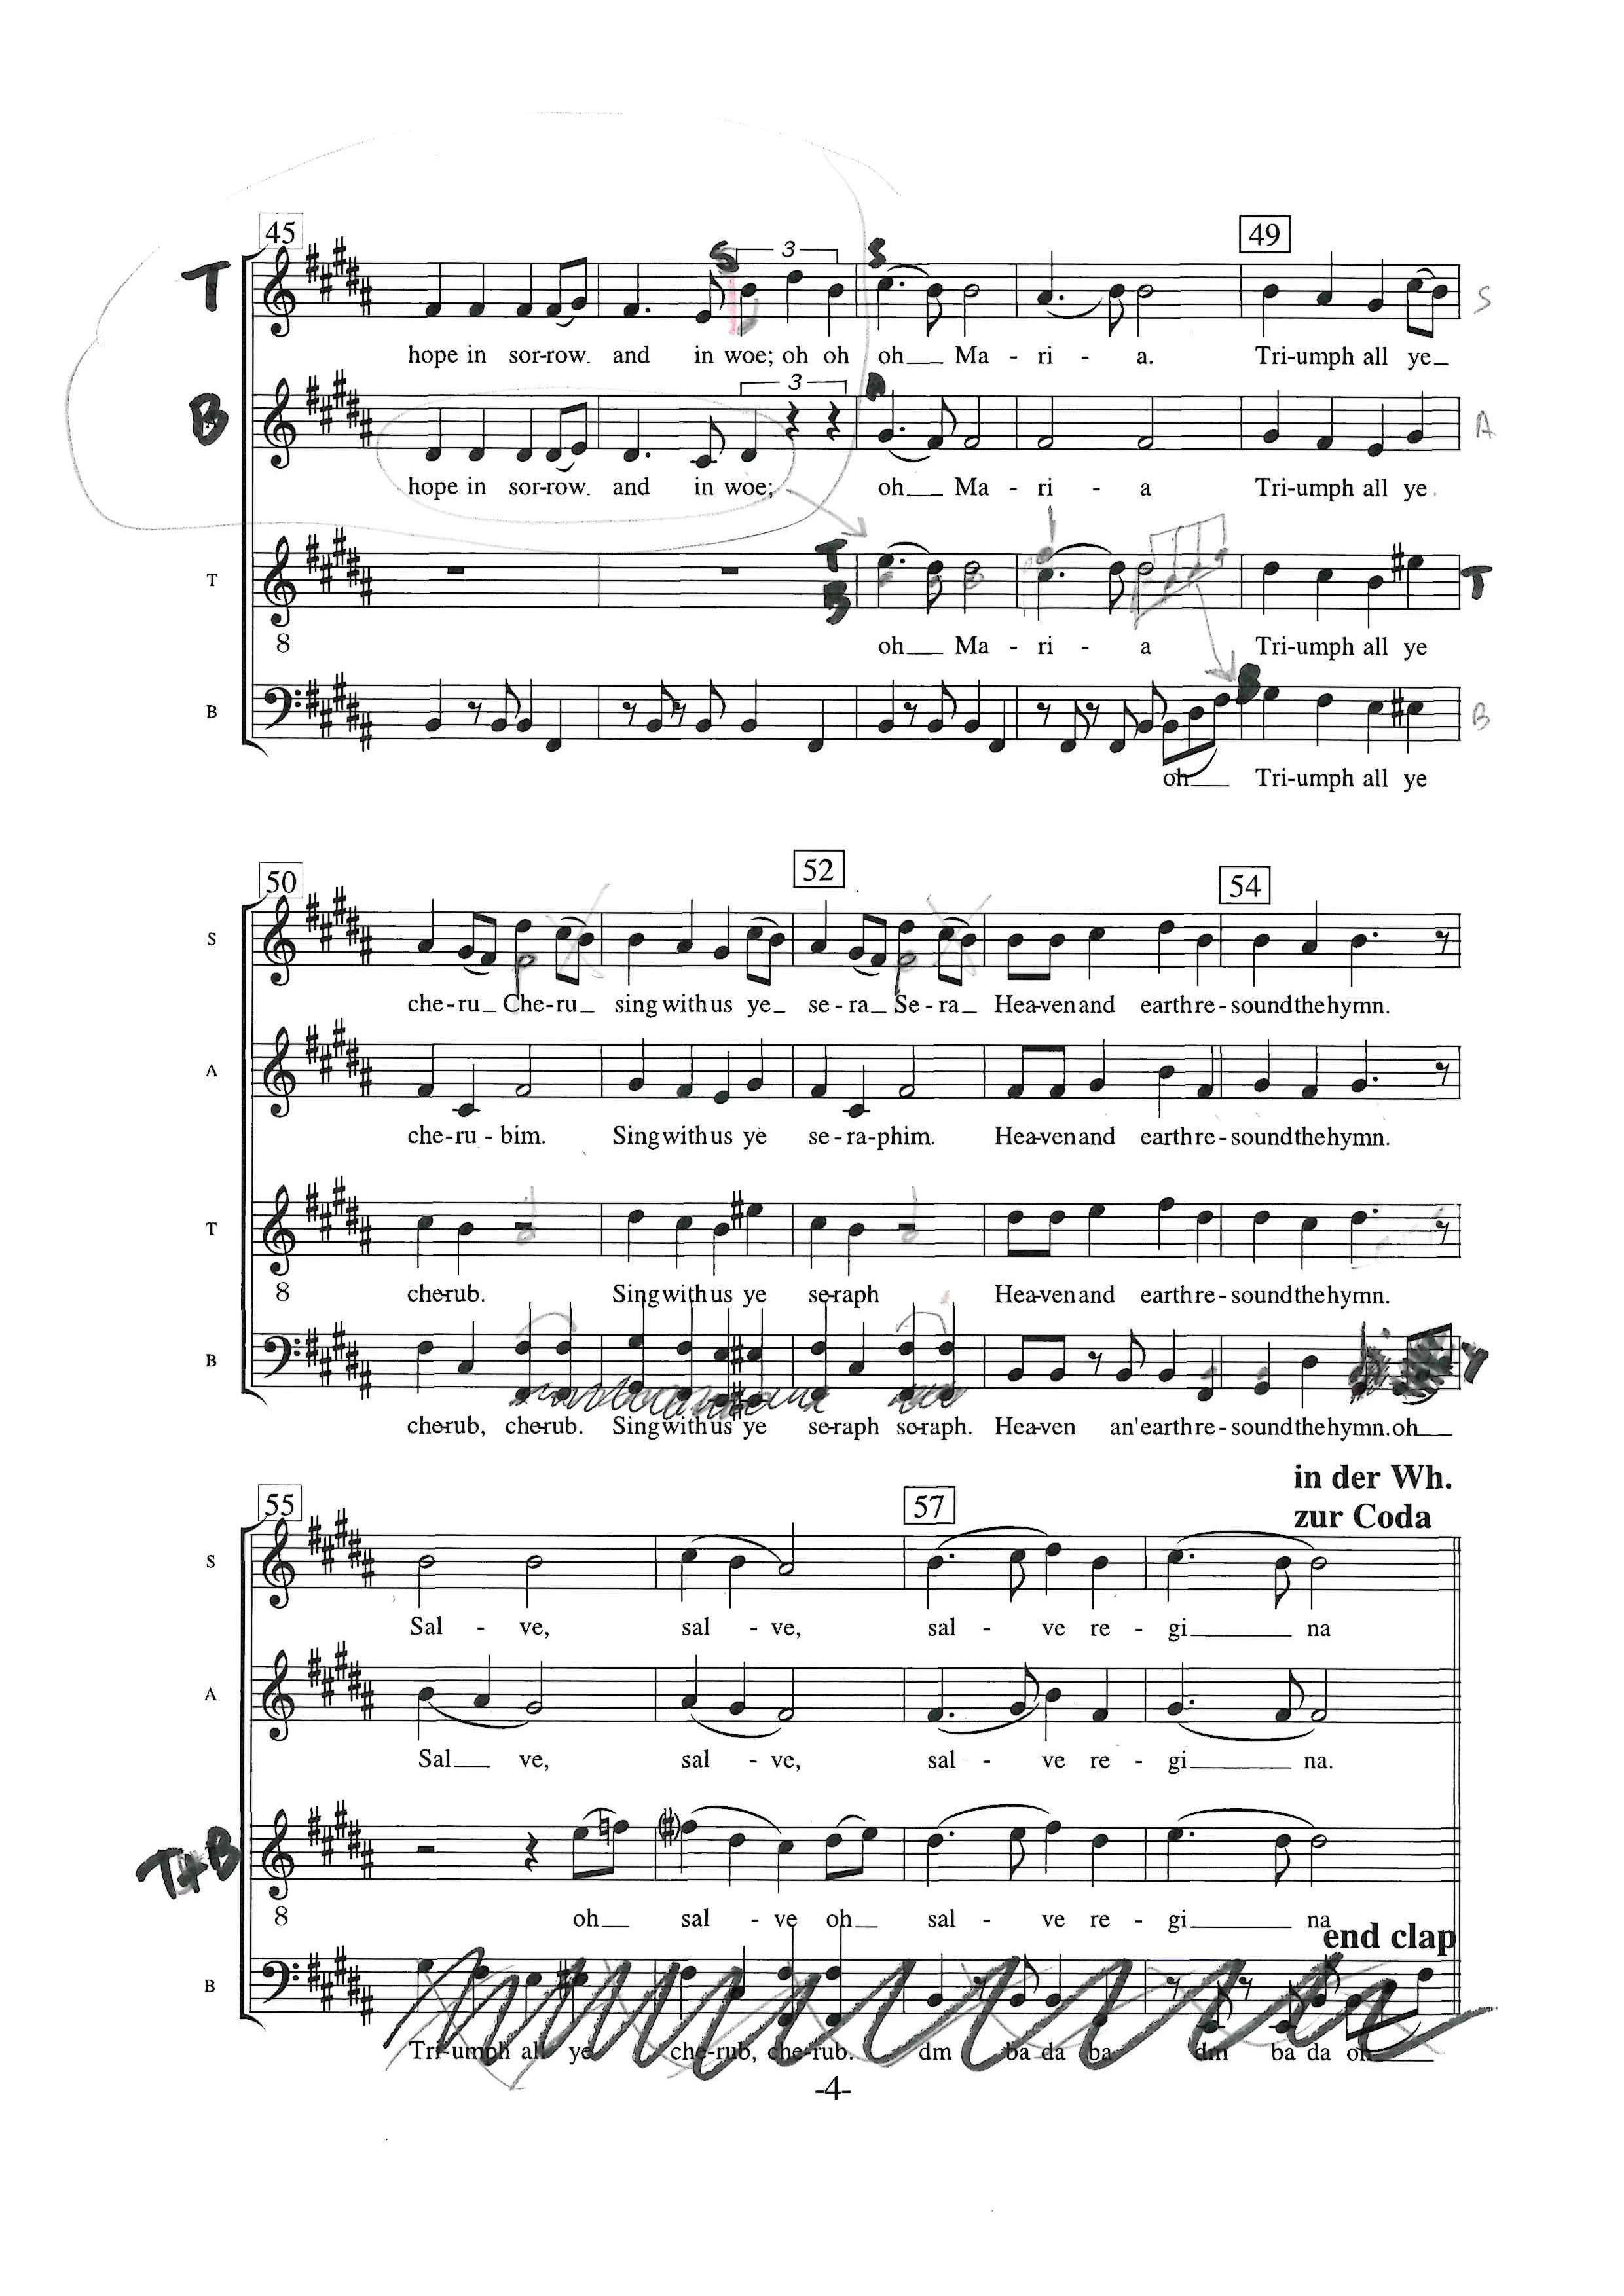 45
49
T
S
3
S
S
hope in sor-row. and in woe; oh oh oh Ma - ri - a. Tri-umph all ye
B
3
A
hope in sor-row. and in woe; oh Ma - ri - a Tri-umph all ye
T
T
B
T
8
oh Ma - ri - a Tri-umph all ye
B
B
B
oh Tri-umph all ye
50
52
54
S
che-ru Che-ru sing with us ye se-ra Se-ra Hea-ven and earth re-sound the hymn.
A
che-ru-bim. Sing with us ye se-ra-phim. Hea-ven and earth re-sound the hymn.
T
8
che-rub. Sing with us ye se-raph Hea-ven and earth re-sound the hymn.
B
che-rub, che-rub. Sing with us ye se-raph se-raph. Hea-ven an' earth re-sound the hymn. oh
in der Wh.
zur Coda
55
57
S
Sal - ve, sal - ve, sal - ve re - gi na
A
Sal ve, sal - ve, sal - ve re - gi na.
T+B
8
oh sal - ve oh sal - ve re - gi na
end clap
B
Tri-umph all ye che-rub, che-rub. dm ba da ba dm ba da oh
-4-